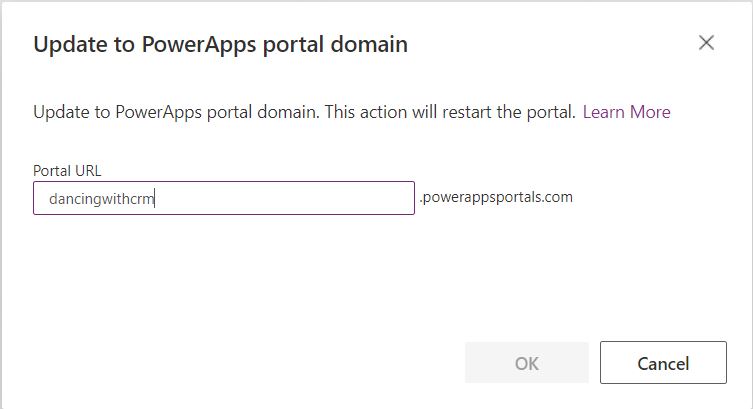 Update to PowerApps portal domain
Update to PowerApps portal domain. This action will restart the portal. Learn More
Portal URL
dancingwithcrm .powerappsportals.com
OK Cancel